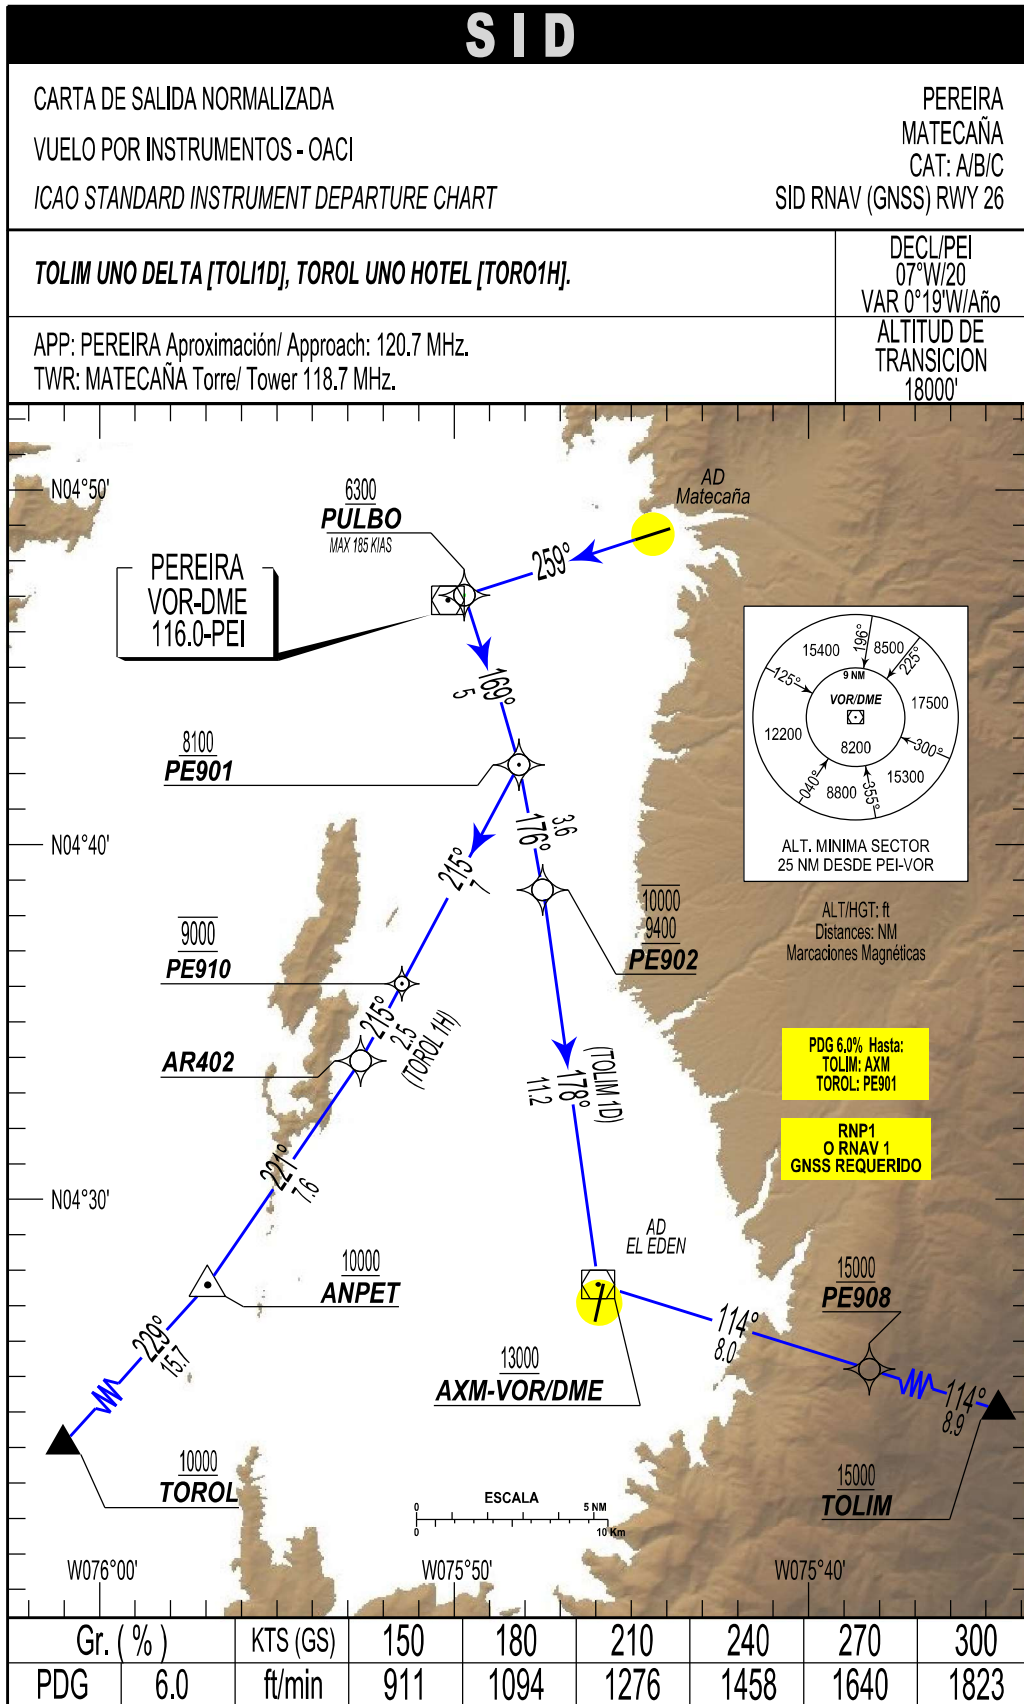 SID
CARTA DE SALIDA NORMALIZADA
VUELO POR INSTRUMENTOS - OACI
ICAO STANDARD INSTRUMENT DEPARTURE CHART
PEREIRA
MATECAÑA
CAT: A/B/C
SID RNAV (GNSS) RWY 26
TOLIM UNO DELTA [TOLI1D], TOROL UNO HOTEL [TORO1H].
DECL/PEI
07°W/20
VAR 0°19'W/Año
APP: PEREIRA Aproximación/ Approach: 120.7 MHz.
TWR: MATECAÑA Torre/ Tower 118.7 MHz.
ALTITUD DE
TRANSICION
18000'
N04°50'
6300
PULBO
MAX 185 KIAS
AD
Matecaña
259°
PEREIRA
VOR-DME
116.0-PEI
169°
5
8100
PE901
15400
196°
8500
225°
125°
9 NM
VOR/DME
17500
12200
8200
300°
040°
8800
355°
15300
ALT. MINIMA SECTOR
25 NM DESDE PEI-VOR
N04°40'
3.6
176°
215°
7
10000
9400
PE902
ALT/HGT: ft
Distances: NM
Marcaciones Magnéticas
9000
PE910
215°
2.5
(TOROL 1H)
AR402
(TOLIM 1D)
178°
11.2
PDG 6,0% Hasta:
TOLIM: AXM
TOROL: PE901
RNP1
O RNAV 1
GNSS REQUERIDO
221°
7.6
N04°30'
AD
EL EDEN
10000
ANPET
15000
PE908
229°
15.7
114°
8.0
13000
AXM-VOR/DME
114°
8.9
10000
TOROL
15000
TOLIM
ESCALA
0 5 NM
0 10 Km
W076°00'
W075°50'
W075°40'
Gr. ( % ) KTS (GS) 150 180 210 240 270 300
PDG 6.0 ft/min 911 1094 1276 1458 1640 1823